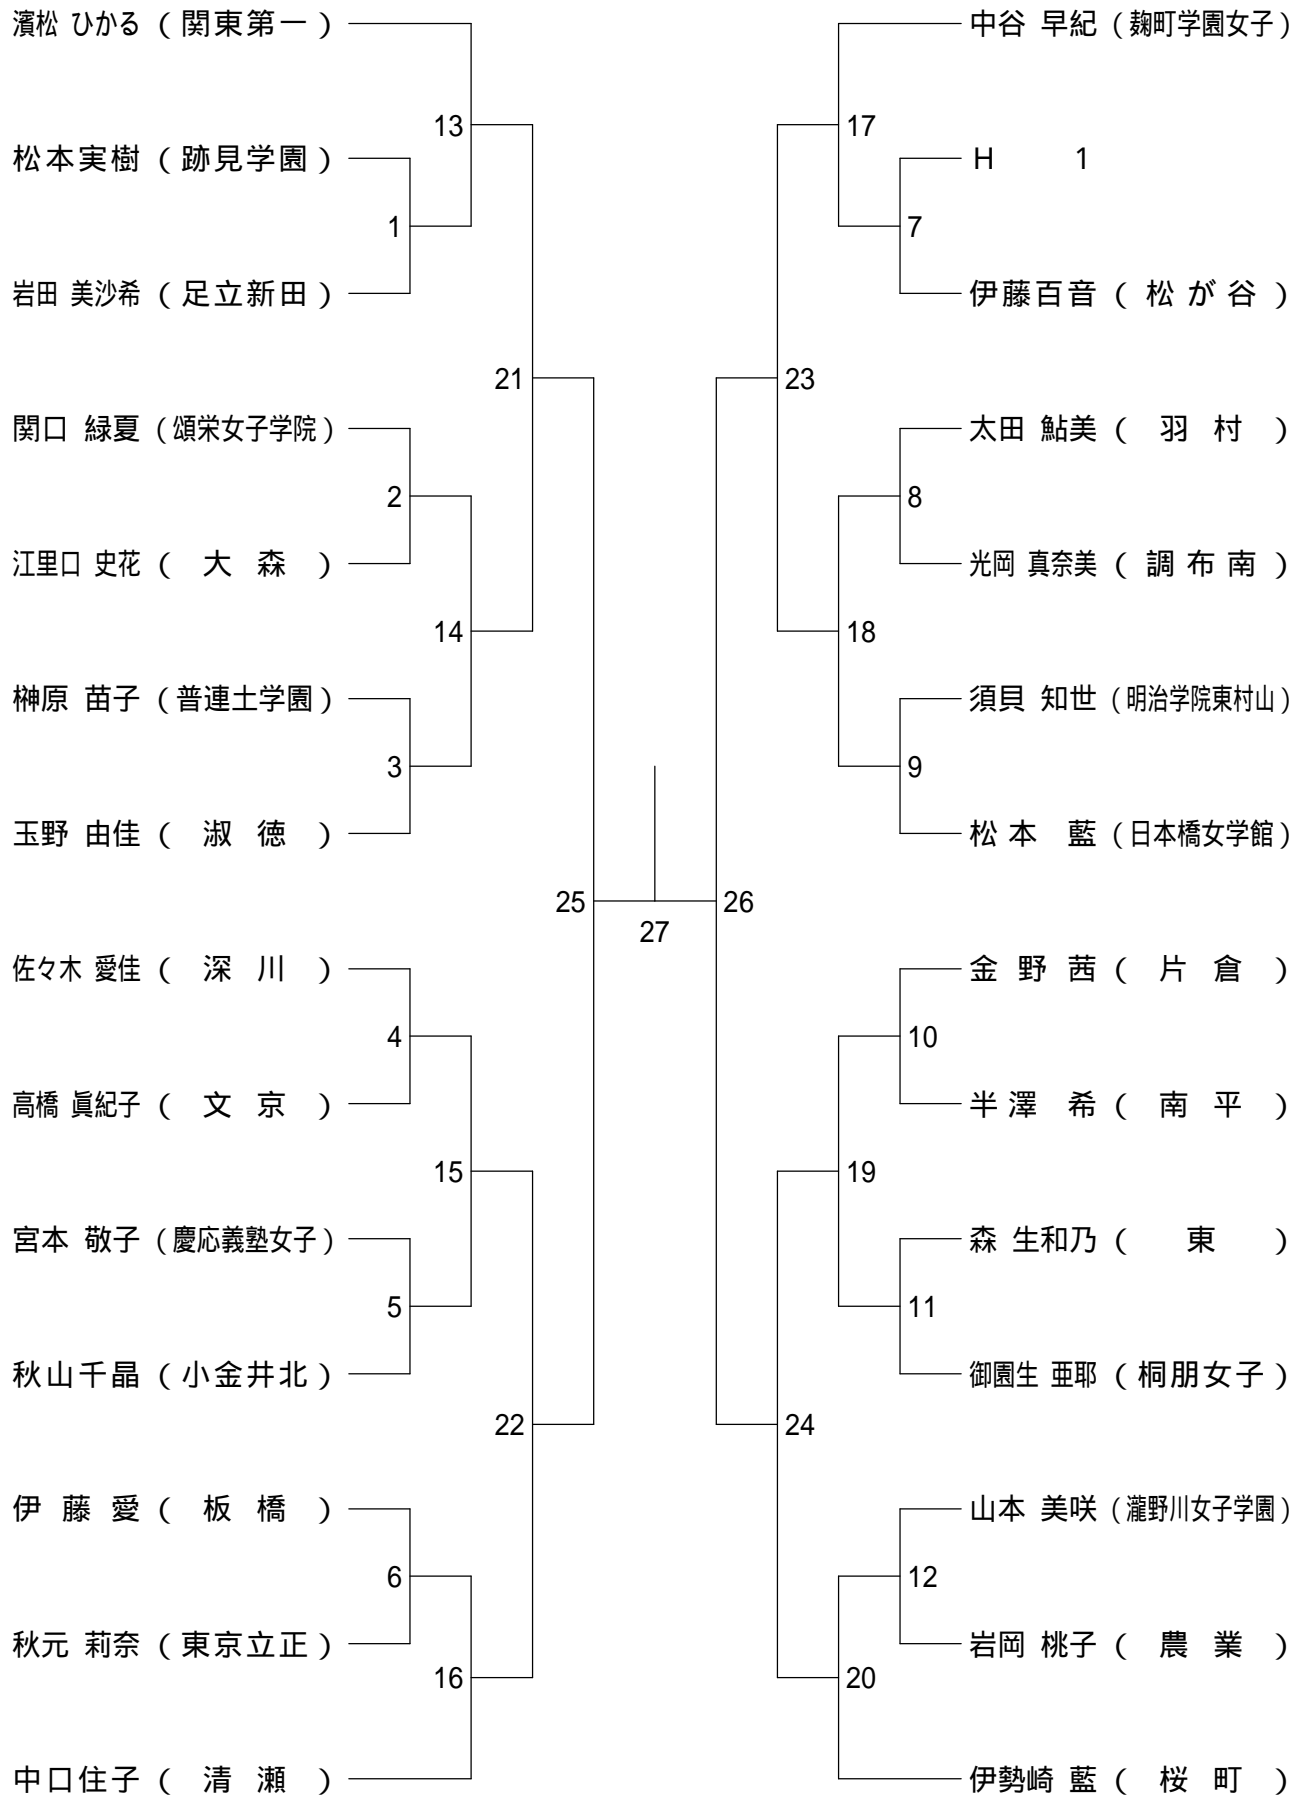 濱松 ひかる (関東第一)
13
松本実樹 (跡見学園)
1
岩田 美沙希 (足立新田)
21
関口 緑夏 (頌栄女子学院)
2
江里口 史花 (大森)
14
榊原 苗子 (普連土学園)
3
玉野 由佳 (淑徳)
25
佐々木 愛佳 (深川)
4
高橋 眞紀子 (文京)
15
宮本 敬子 (慶応義塾女子)
5
秋山千晶 (小金井北)
22
伊藤愛 (板橋)
6
秋元 莉奈 (東京立正)
16
中口住子 (清瀬)
27
中谷 早紀 (麹町学園女子)
17
H 1
7
伊藤百音 (松が谷)
23
太田 鮎美 (羽村)
8
光岡 真奈美 (調布南)
18
須貝 知世 (明治学院東村山)
9
松本 藍 (日本橋女学館)
26
金野茜 (片倉)
10
半澤 希 (南平)
19
森 生和乃 (東)
11
御園生 亜耶 (桐朋女子)
24
山本 美咲 (瀧野川女子学園)
12
岩岡 桃子 (農業)
20
伊勢崎 藍 (桜町)